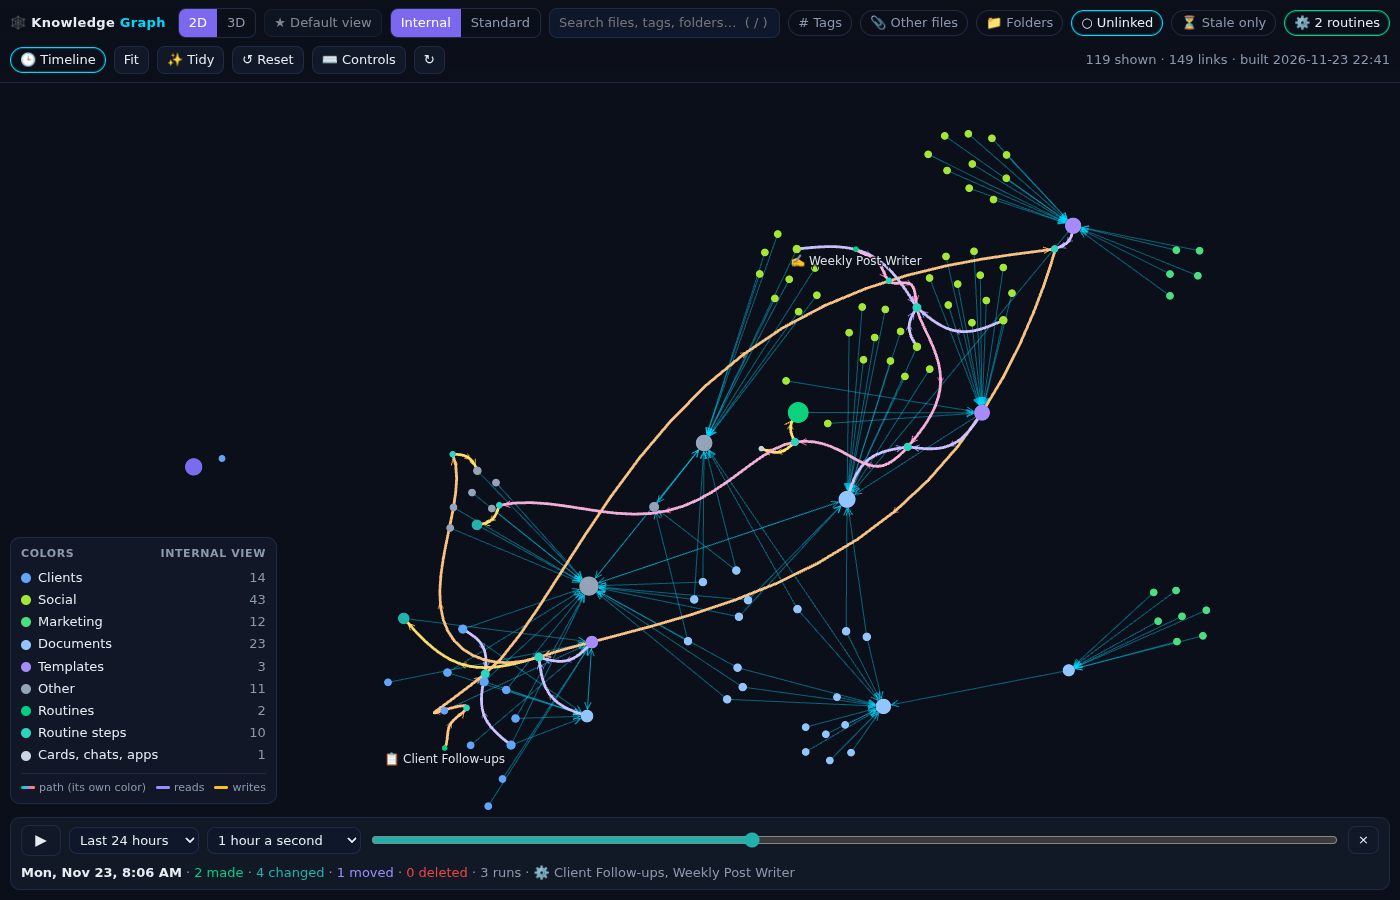 🕸️ Knowledge Graph
2D 3D
★ Default view
Internal Standard
Search files, tags, folders… ( / )
# Tags
📎 Other files
📁 Folders
○ Unlinked
⏳ Stale only
⚙️ 2 routines
🕒 Timeline
Fit
✨ Tidy
↺ Reset
⌨️ Controls
↻
119 shown · 149 links · built 2026-11-23 22:41
✍️ Weekly Post Writer
📋 Client Follow-ups
COLORS INTERNAL VIEW
Clients 14
Social 43
Marketing 12
Documents 23
Templates 3
Other 11
Routines 2
Routine steps 10
Cards, chats, apps 1
path (its own color) reads writes
▶ Last 24 hours 1 hour a second ✕
Mon, Nov 23, 8:06 AM · 2 made · 4 changed · 1 moved · 0 deleted · 3 runs · ⚙️ Client Follow-ups, Weekly Post Writer